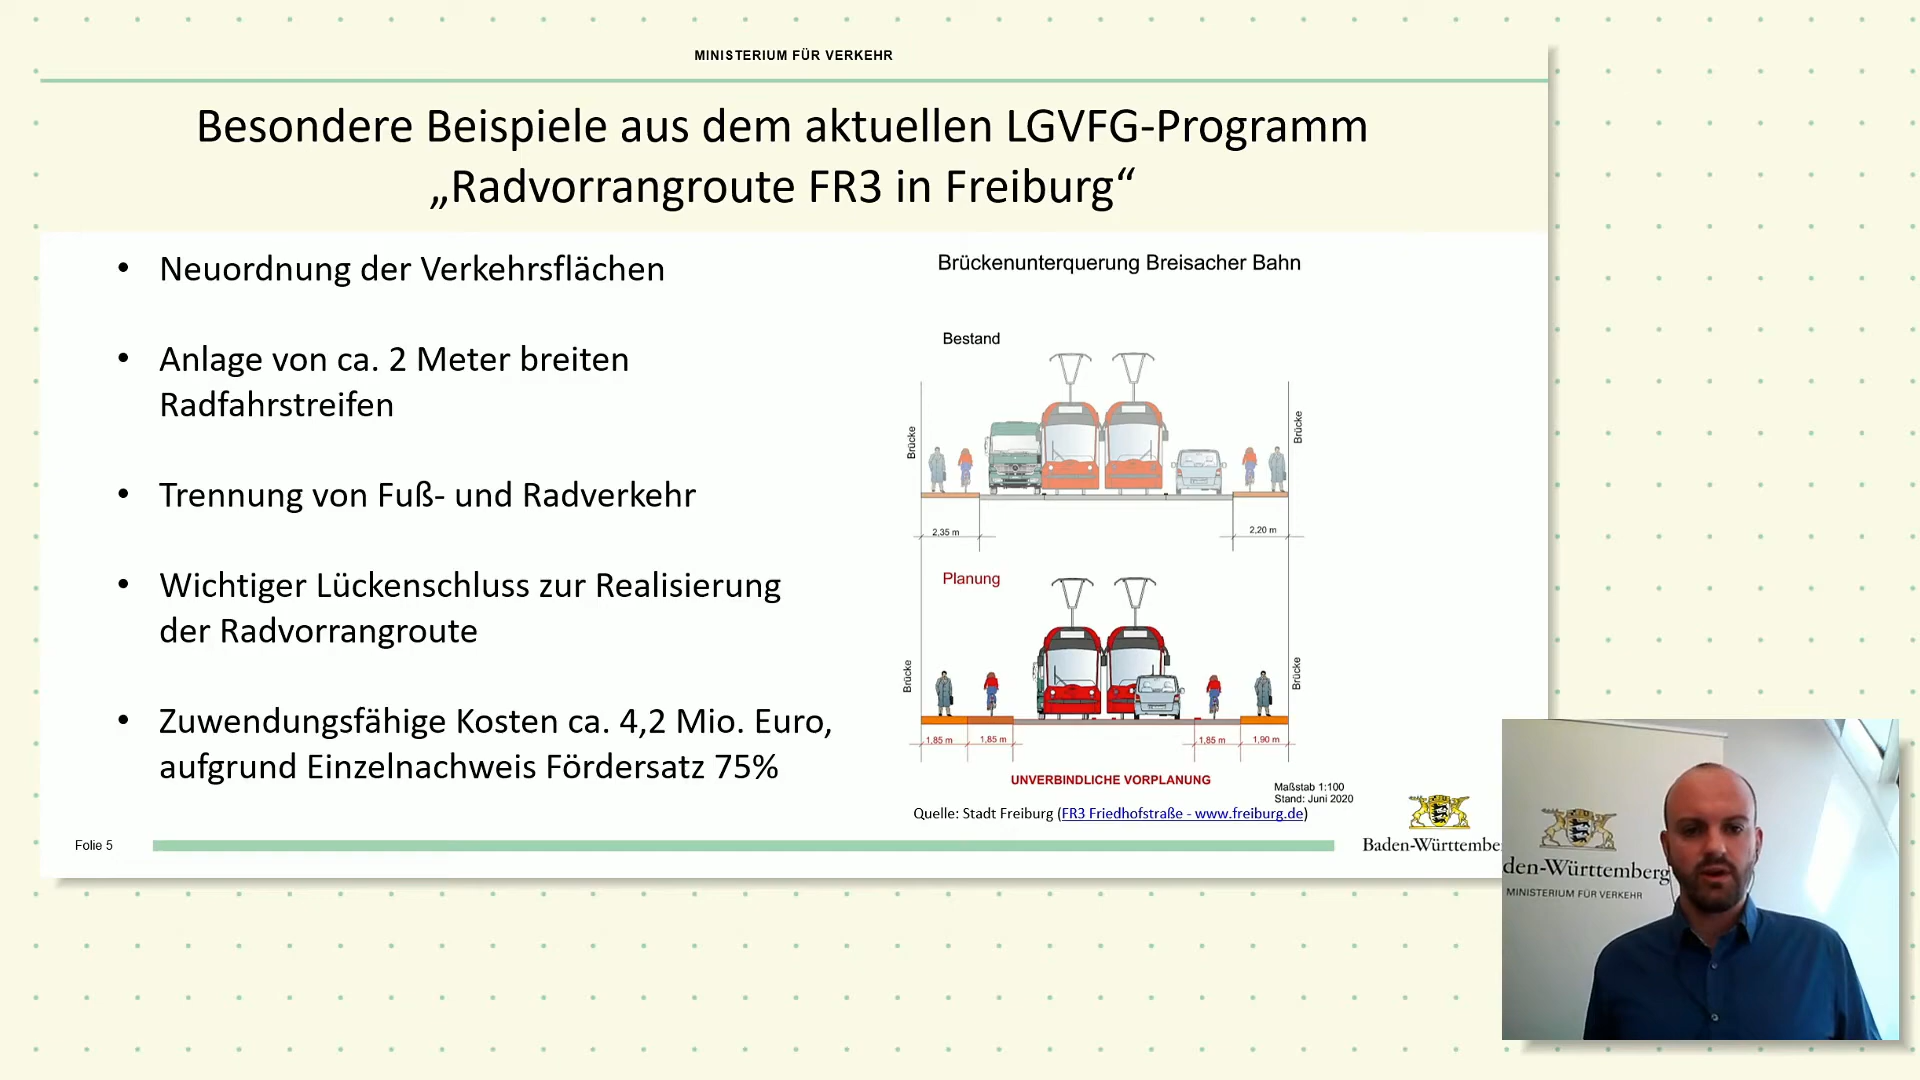 MINISTERIUM FÜR VERKEHR
Besondere Beispiele aus dem aktuellen LGVFG-Programm
„Radvorrangroute FR3 in Freiburg“
• Neuordnung der Verkehrsflächen
• Anlage von ca. 2 Meter breiten
Radfahrstreifen
• Trennung von Fuß- und Radverkehr
• Wichtiger Lückenschluss zur Realisierung
der Radvorrangroute
• Zuwendungsfähige Kosten ca. 4,2 Mio. Euro,
aufgrund Einzelnachweis Fördersatz 75%
Brückenunterquerung Breisacher Bahn
Bestand
Brücke
Brücke
2,35 m
2,20 m
Planung
Brücke
Brücke
1,85 m
1,85 m
1,85 m
1,90 m
UNVERBINDLICHE VORPLANUNG
Maßstab 1:100
Stand: Juni 2020
Quelle: Stadt Freiburg (FR3 Friedhofstraße - www.freiburg.de)
Folie 5
Baden-Württembe
den-Württemberg
MINISTERIUM FÜR VERKEHR